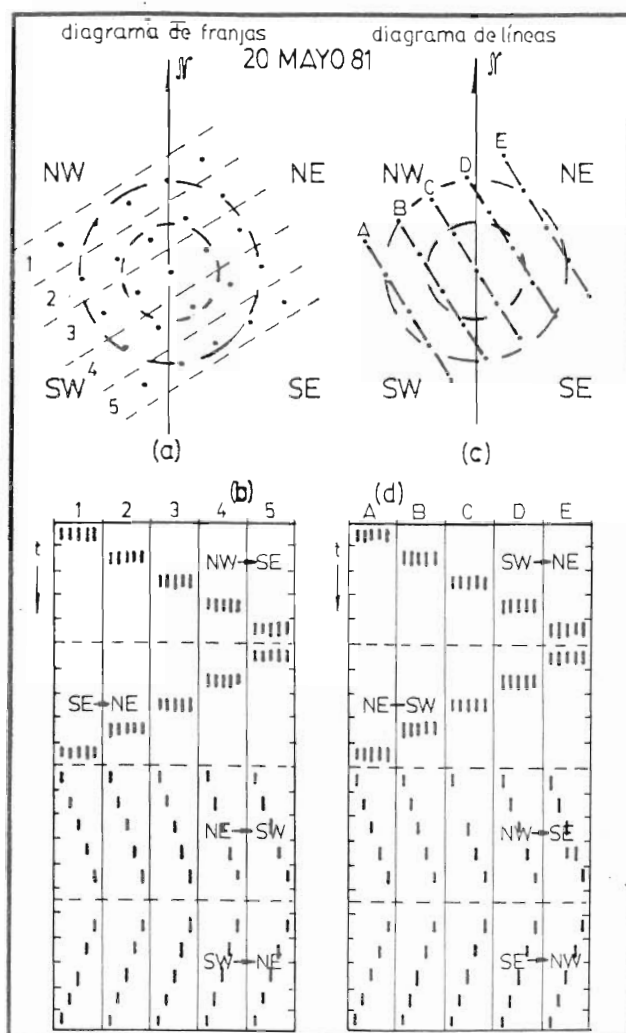 diagrama de franjas
diagrama de líneas
20 MAYO 81
N
N
NW
NE
1
2
3
4
5
SW
SE
(a)
NW
NE
A
B
C
D
E
SW
SE
(c)
(b)
1 2 3 4 5
t
NW→SE
SE→NE
NE→SW
SW→NE
(d)
A B C D E
t
SW→NE
NE→SW
NW→SE
SE→NW